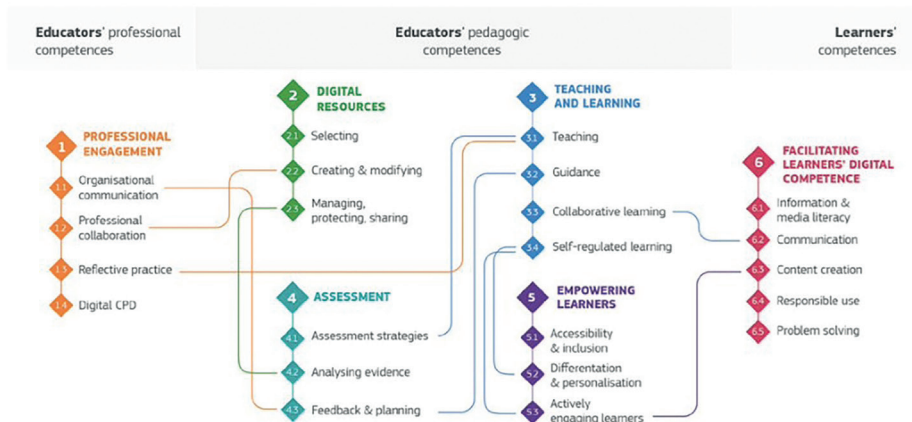 Educators' professional
competences
Educators' pedagogic
competences
Learners'
competences
1
PROFESSIONAL
ENGAGEMENT
1.1
Organisational
communication
1.2
Professional
collaboration
1.3
Reflective practice
1.4
Digital CPD
2
DIGITAL
RESOURCES
2.1
Selecting
2.2
Creating & modifying
2.3
Managing,
protecting, sharing
3
TEACHING
AND LEARNING
3.1
Teaching
3.2
Guidance
3.3
Collaborative learning
3.4
Self-regulated learning
4
ASSESSMENT
4.1
Assessment strategies
4.2
Analysing evidence
4.3
Feedback & planning
5
EMPOWERING
LEARNERS
5.1
Accessibility
& inclusion
5.2
Differentation
& personalisation
5.3
Actively
engaging learners
6
FACILITATING
LEARNERS' DIGITAL
COMPETENCE
6.1
Information &
media literacy
6.2
Communication
6.3
Content creation
6.4
Responsible use
6.5
Problem solving